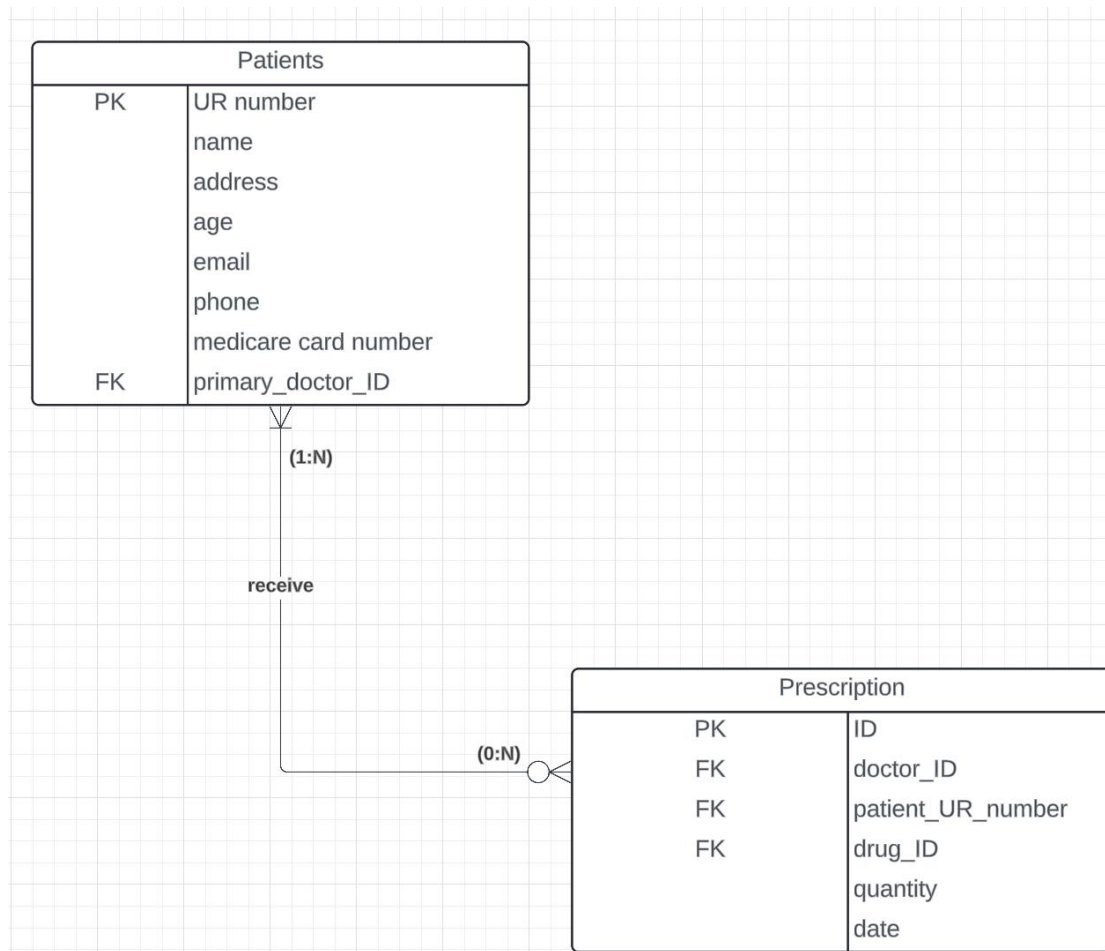 Patients
PK UR number
name
address
age
email
phone
medicare card number
FK primary_doctor_ID
(1:N)
receive
(0:N)
Prescription
PK ID
FK doctor_ID
FK patient_UR_number
FK drug_ID
quantity
date